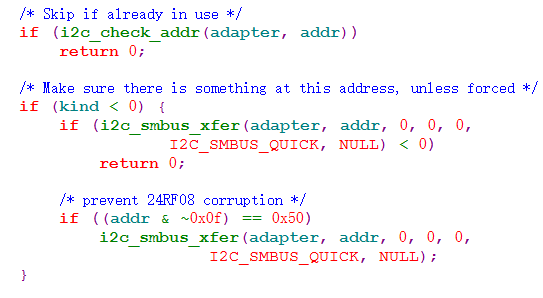 /* Skip if already in use */
if (i2c_check_addr(adapter, addr))
return 0;
/* Make sure there is something at this address, unless forced */
if (kind < 0) {
if (i2c_smbus_xfer(adapter, addr, 0, 0, 0,
I2C_SMBUS_QUICK, NULL) < 0)
return 0;
/* prevent 24RF08 corruption */
if ((addr & ~0x0f) == 0x50)
i2c_smbus_xfer(adapter, addr, 0, 0, 0,
I2C_SMBUS_QUICK, NULL);
}